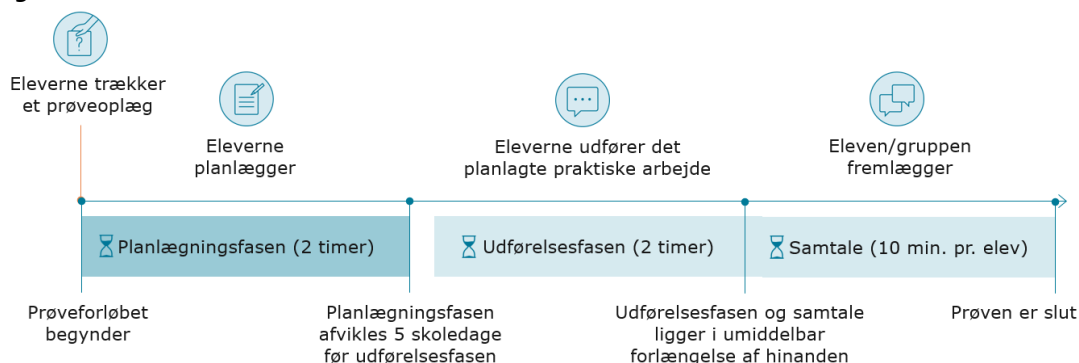 ?
Eleverne trækker
et prøveoplæg
Eleverne
planlægger
Eleverne udfører det
planlagte praktiske arbejde
Eleven/gruppen
fremlægger
Planlægningsfasen (2 timer)
Udførelsesfasen (2 timer)
Samtale (10 min. pr. elev)
Prøveforløbet
begynder
Planlægningsfasen
afvikles 5 skoledage
før udførelsesfasen
Udførelsesfasen og samtale
ligger i umiddelbar
forlængelse af hinanden
Prøven er slut